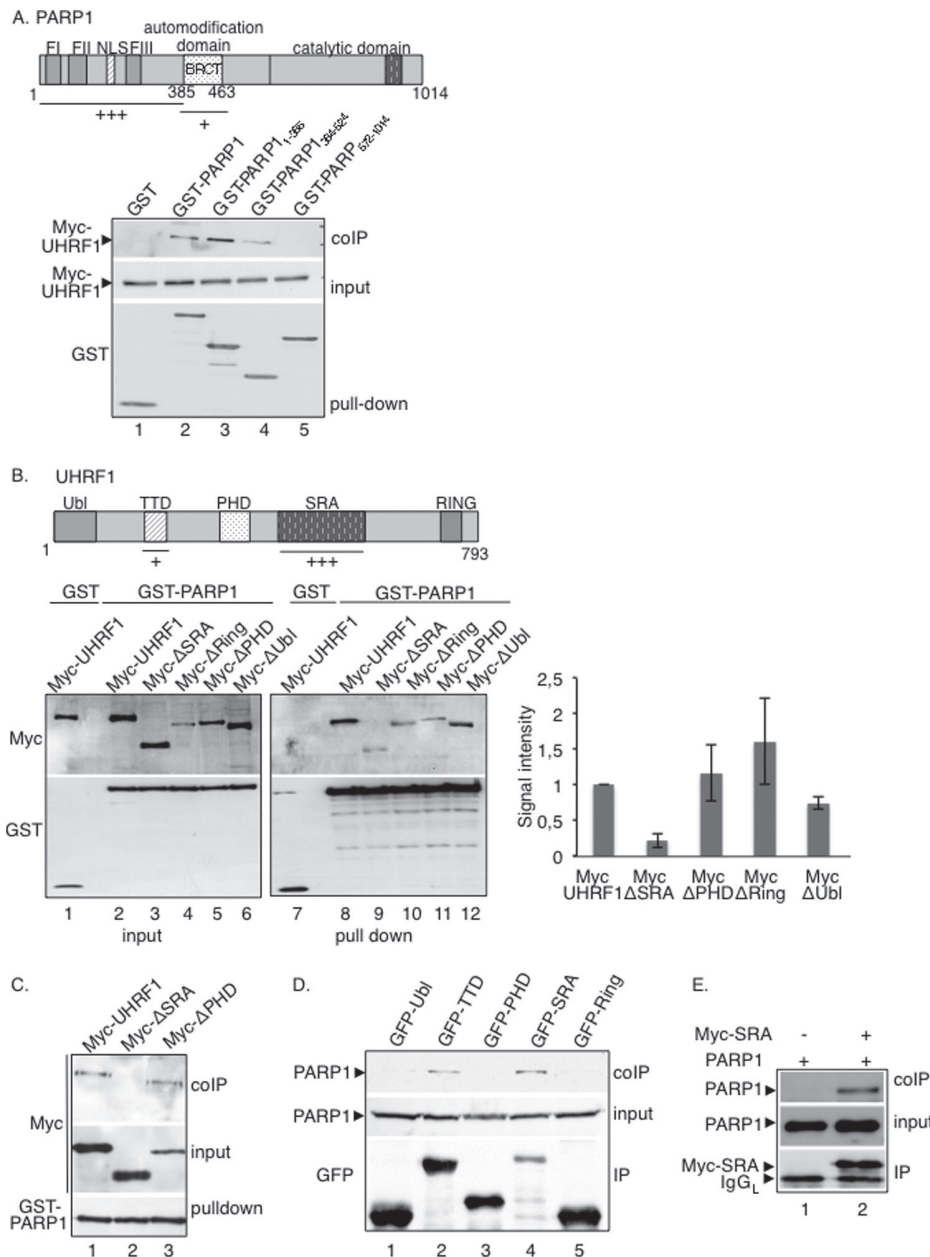 A. PARP1
automodification
domain
catalytic domain
FI FII NLS FIII
BRCT
1 385 463 1014
+++ +
GST
GST-PARP1
GST-PARP1
GST-PARP1 384-524
GST-PARP 572-1014
Myc-
UHRF1
coIP
Myc-
UHRF1
input
GST
pull-down
1 2 3 4 5
B. UHRF1
Ubl TTD PHD SRA RING
1 793
+ +++
GST GST-PARP1 GST GST-PARP1
Myc-UHRF1
Myc-UHRF1
Myc-ΔSRA
Myc-ΔRing
Myc-ΔPHD
Myc-ΔUbl
Myc-UHRF1
Myc-UHRF1
Myc-ΔSRA
Myc-ΔRing
Myc-ΔPHD
Myc-ΔUbl
Myc
GST
1 2 3 4 5 6 7 8 9 10 11 12
input pull down
Signal intensity
2,5
2
1,5
1
0,5
0
Myc Myc Myc Myc Myc
UHRF1 ΔSRA ΔPHD ΔRing ΔUbl
C.
Myc-UHRF1
Myc-ΔSRA
Myc-ΔPHD
Myc
coIP
input
GST-
PARP1
pulldown
1 2 3
D.
GFP-Ubl
GFP-TTD
GFP-PHD
GFP-SRA
GFP-Ring
PARP1 coIP
PARP1 input
GFP IP
1 2 3 4 5
E.
Myc-SRA - +
PARP1 + +
PARP1 coIP
PARP1 input
Myc-SRA
IgGL
IP
1 2